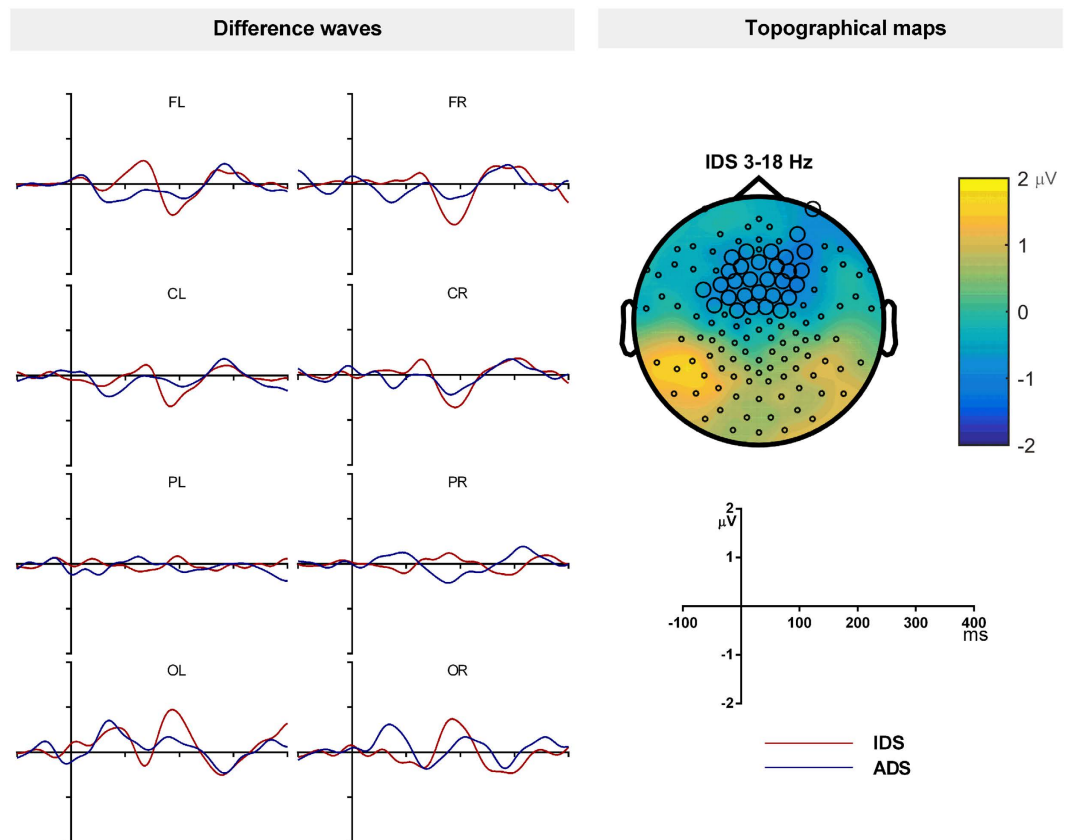 Difference waves
Topographical maps
FL
FR
CL
CR
PL
PR
OL
OR
IDS 3-18 Hz
2 μV
1
0
-1
-2
2
μV
1
-100
100
200
300
400
ms
-1
-2
IDS
ADS